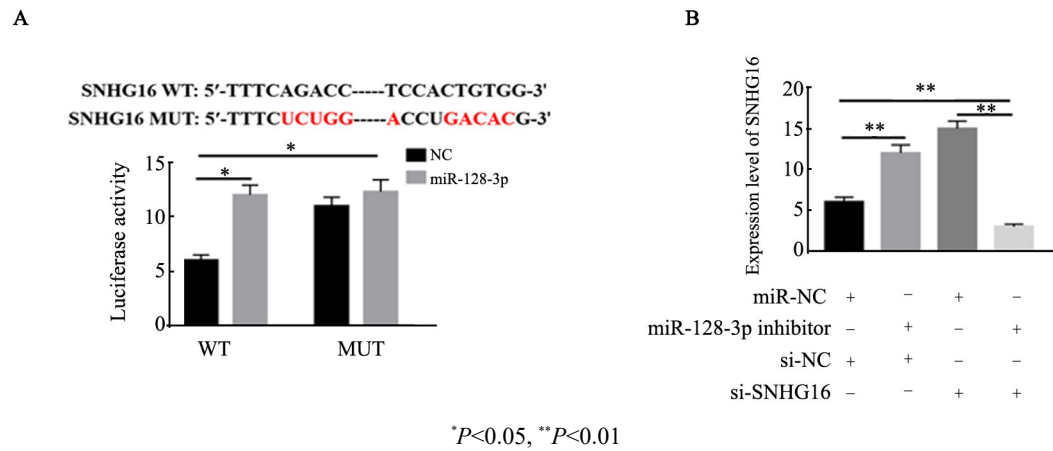 A
SNHG16 WT: 5′-TTTCAGACC-----TCCACTGTGG-3'
SNHG16 MUT: 5′-TTTCUCUGG-----ACCUGACACG-3'
Luciferase activity
15
10
5
0
*
*
NC
miR-128-3p
WT
MUT
B
Expression level of SNHG16
20
15
10
5
0
**
**
**
miR-NC + − + −
miR-128-3p inhibitor − + − +
si-NC + + − −
si-SNHG16 − − + +
*P<0.05, **P<0.01